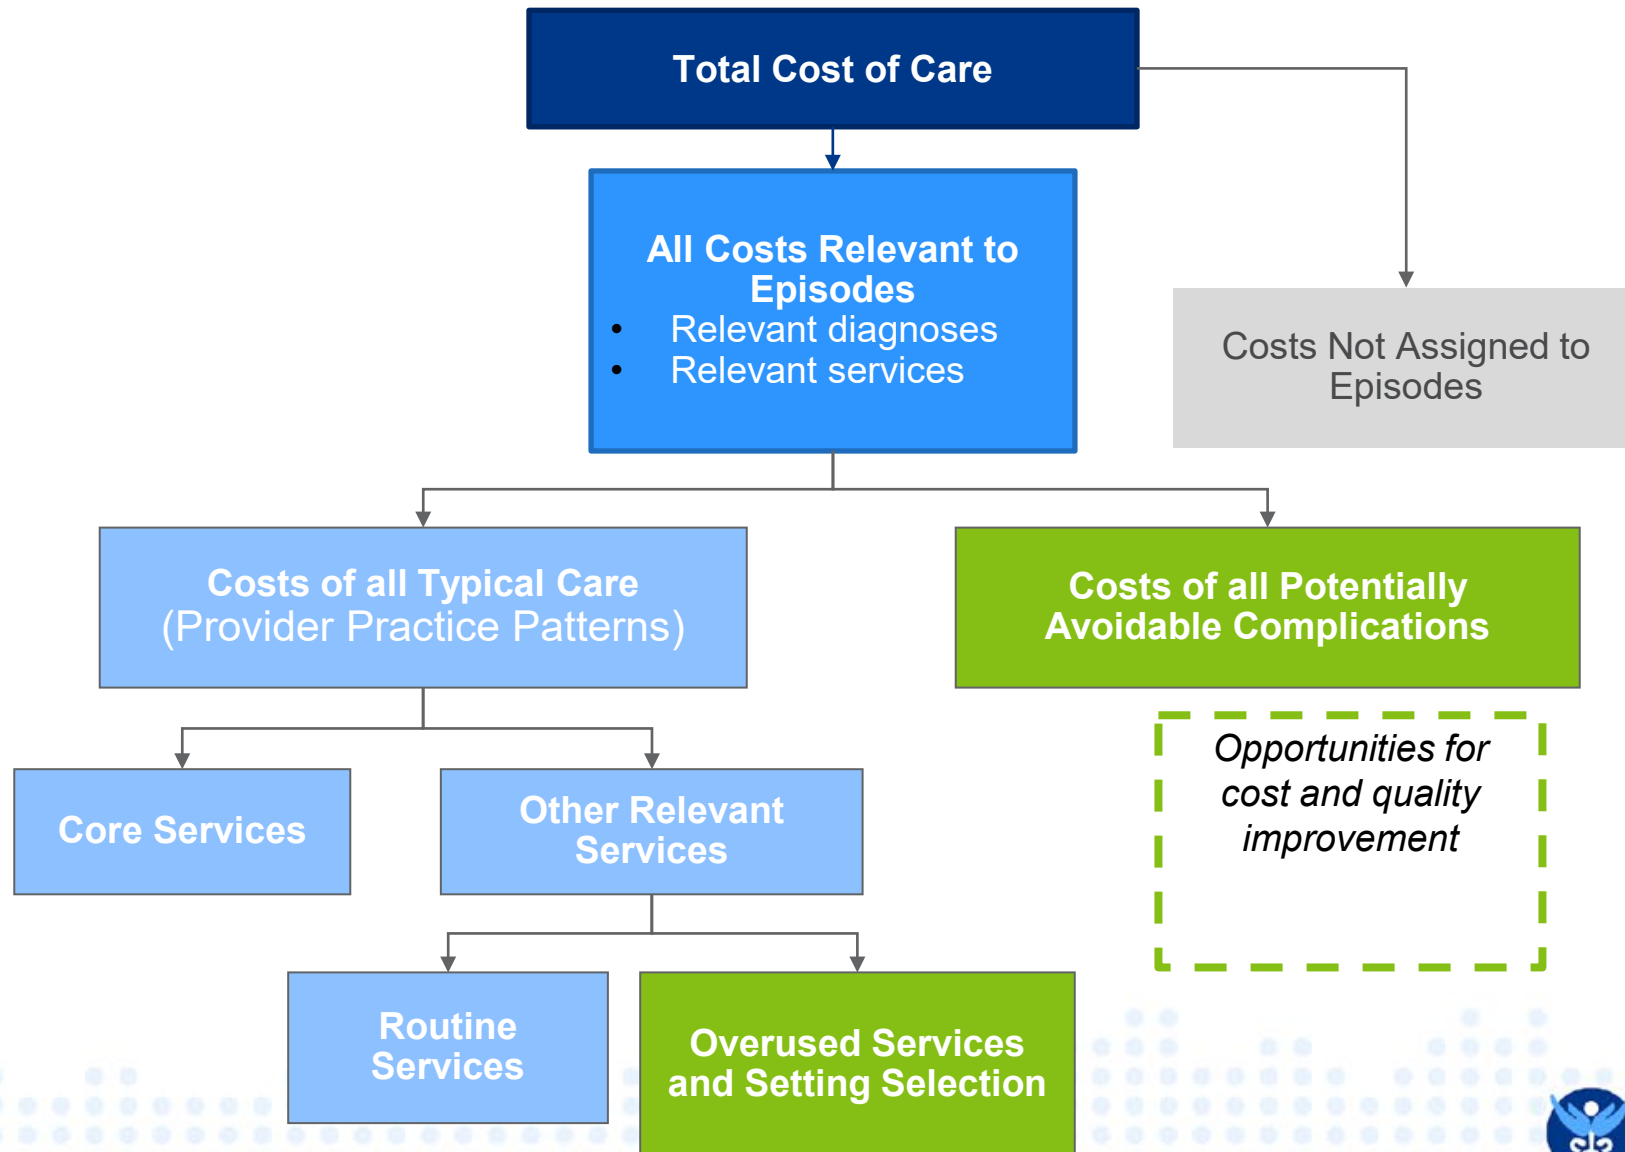 Total Cost of Care
All Costs Relevant to
Episodes
• Relevant diagnoses
• Relevant services
Costs Not Assigned to
Episodes
Costs of all Typical Care
(Provider Practice Patterns)
Costs of all Potentially
Avoidable Complications
Opportunities for
cost and quality
improvement
Core Services
Other Relevant
Services
Routine
Services
Overused Services
and Setting Selection